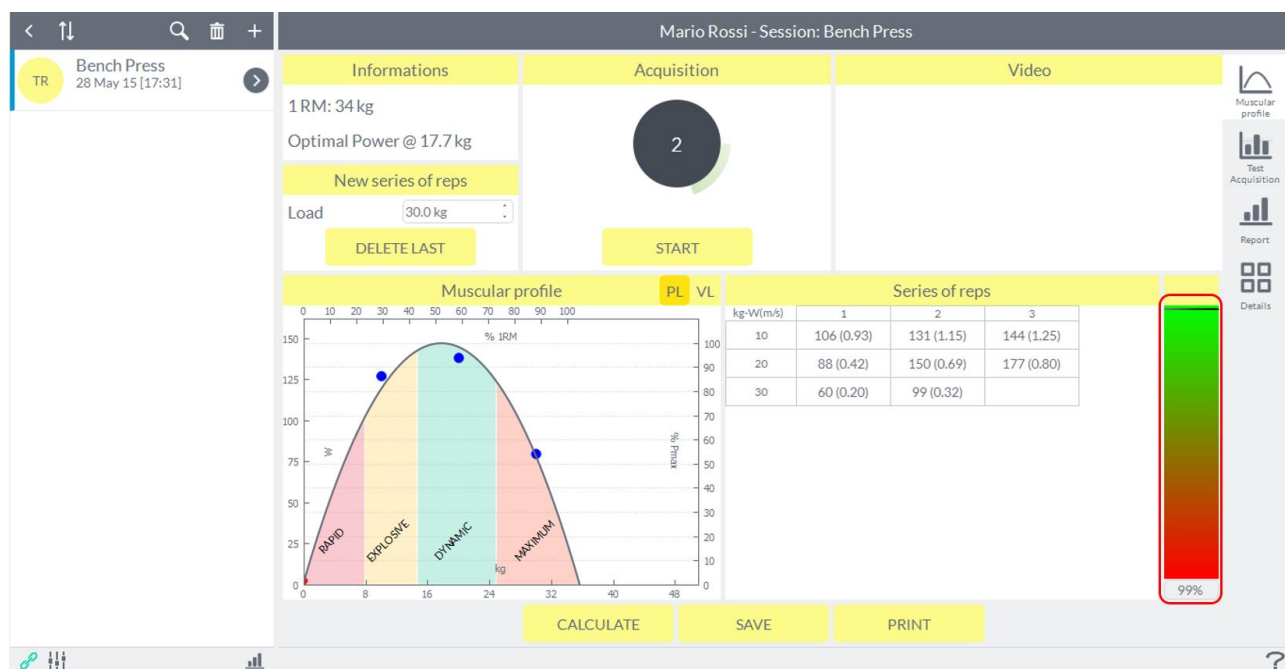 Mario Rossi - Session: Bench Press
TR
Bench Press
28 May 15 [17:31]
Informations
1 RM: 34 kg
Optimal Power @ 17.7 kg
New series of reps
Load 30.0 kg
DELETE LAST
Acquisition
2
START
Video
Muscular profile
Test Acquisition
Report
Details
Muscular profile PL VL
0 10 20 30 40 50 60 70 80 90 100
% 1RM
150
125
100
75
50
25
0
W
100
90
80
70
60
50
40
30
20
10
0
% Pmax
RAPID
EXPLOSIVE
DYNAMIC
MAXIMUM
kg
0 8 16 24 32 40 48
Series of reps
kg-W(m/s) 1 2 3
10 106 (0.93) 131 (1.15) 144 (1.25)
20 88 (0.42) 150 (0.69) 177 (0.80)
30 60 (0.20) 99 (0.32)
99%
CALCULATE SAVE PRINT
?